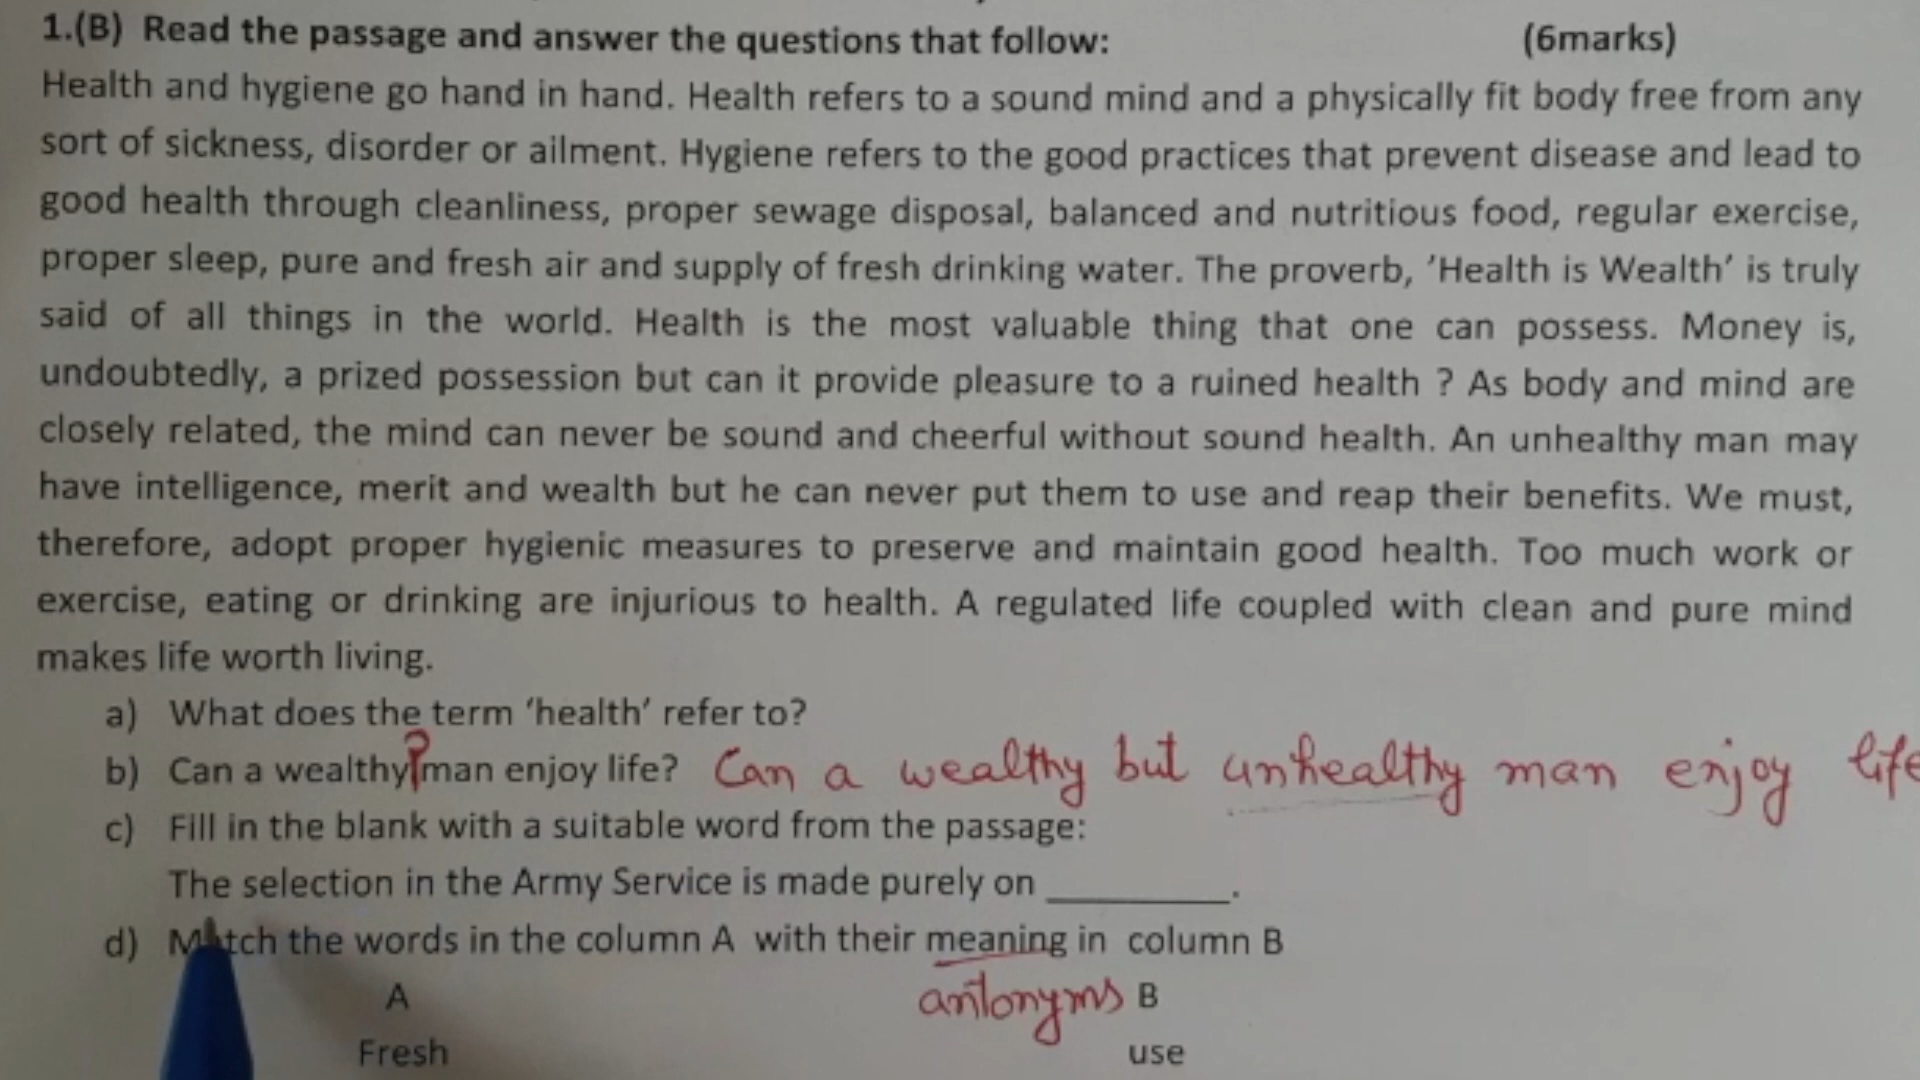 1.(B) Read the passage and answer the questions that follow: (6marks)
Health and hygiene go hand in hand. Health refers to a sound mind and a physically fit body free from any
sort of sickness, disorder or ailment. Hygiene refers to the good practices that prevent disease and lead to
good health through cleanliness, proper sewage disposal, balanced and nutritious food, regular exercise,
proper sleep, pure and fresh air and supply of fresh drinking water. The proverb, 'Health is Wealth' is truly
said of all things in the world. Health is the most valuable thing that one can possess. Money is,
undoubtedly, a prized possession but can it provide pleasure to a ruined health ? As body and mind are
closely related, the mind can never be sound and cheerful without sound health. An unhealthy man may
have intelligence, merit and wealth but he can never put them to use and reap their benefits. We must,
therefore, adopt proper hygienic measures to preserve and maintain good health. Too much work or
exercise, eating or drinking are injurious to health. A regulated life coupled with clean and pure mind
makes life worth living.
a) What does the term 'health' refer to?
b) Can a wealthy ? man enjoy life? Can a wealthy but unhealthy man enjoy life
c) Fill in the blank with a suitable word from the passage:
The selection in the Army Service is made purely on ________.
d) Match the words in the column A with their meaning in column B
A antonyms B
Fresh use